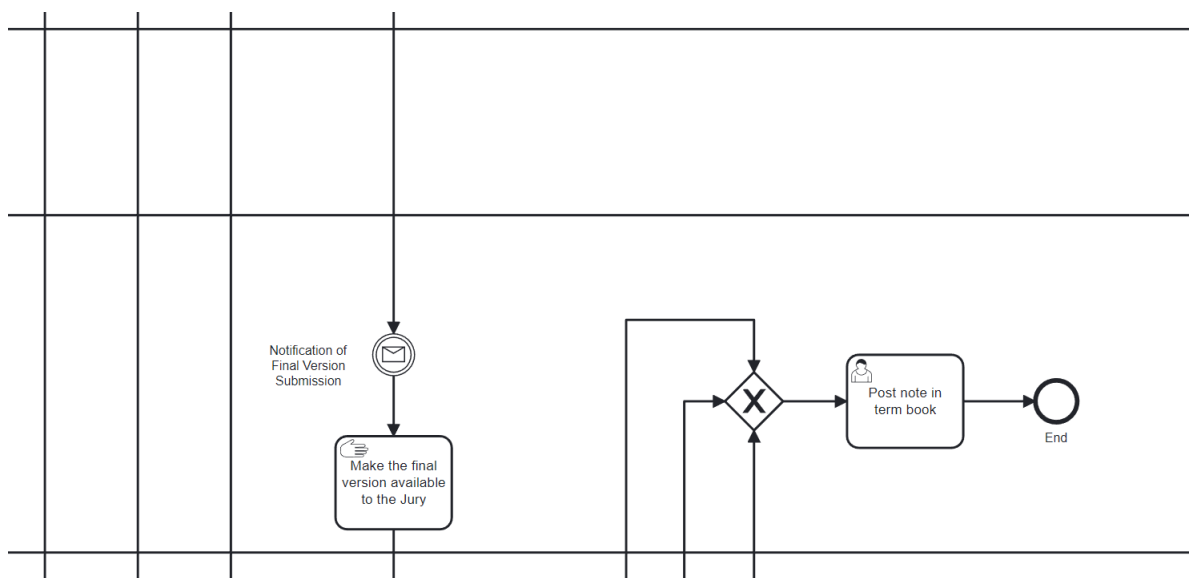 Notification of
Final Version
Submission
Make the final
version available
to the Jury
Post note in
term book
End